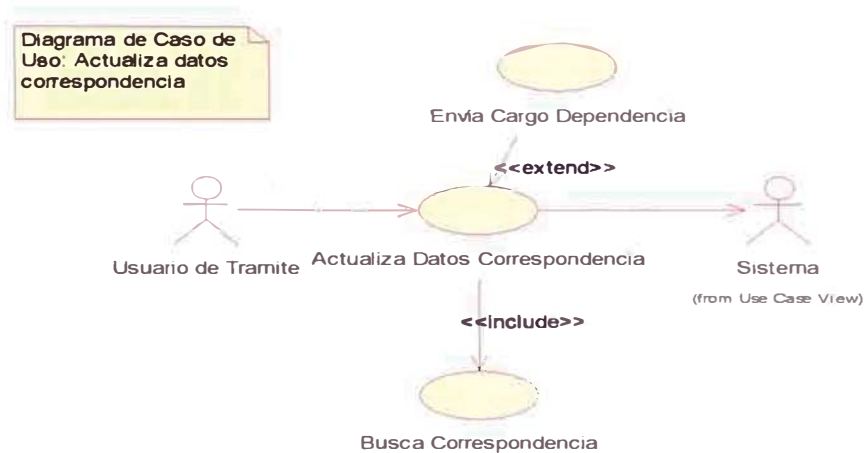 Diagrama de Caso de
Uso: Actualiza datos
correspondencia
Envía Cargo Dependencia
<<extend>>
Usuario de Tramite
Actualiza Datos Correspondencia
Sistema
(from Use Case View)
<<include>>
Busca Correspondencia